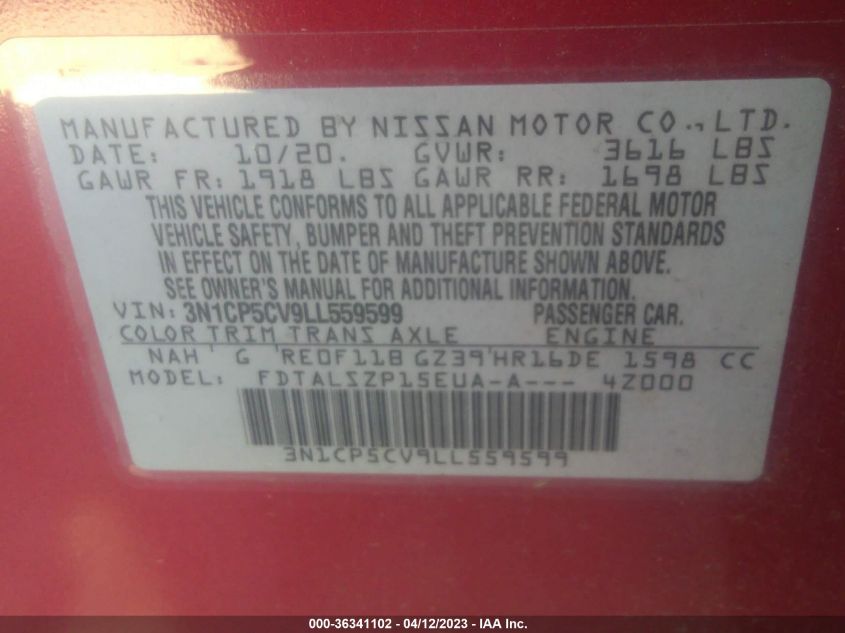 MANUFACTURED BY NISSAN MOTOR CO., LTD.
DATE: 10/20. GVWR: 3616 LBS
GAWR FR: 1918 LBS GAWR RR: 1698 LBS
THIS VEHICLE CONFORMS TO ALL APPLICABLE FEDERAL MOTOR
VEHICLE SAFETY, BUMPER AND THEFT PREVENTION STANDARDS
IN EFFECT ON THE DATE OF MANUFACTURE SHOWN ABOVE.
SEE OWNER'S MANUAL FOR ADDITIONAL INFORMATION.
VIN: 3N1CP5CV9LL559599 PASSENGER CAR.
COLOR TRIM TRANS AXLE ENGINE
NAH G RE0F11B GZ39 HR16DE 1598 CC
MODEL: FDTALSZP15EUA-A--- 4Z000
3N1CP5CV9LL559599
000-36341102 - 04/12/2023 - IAA Inc.